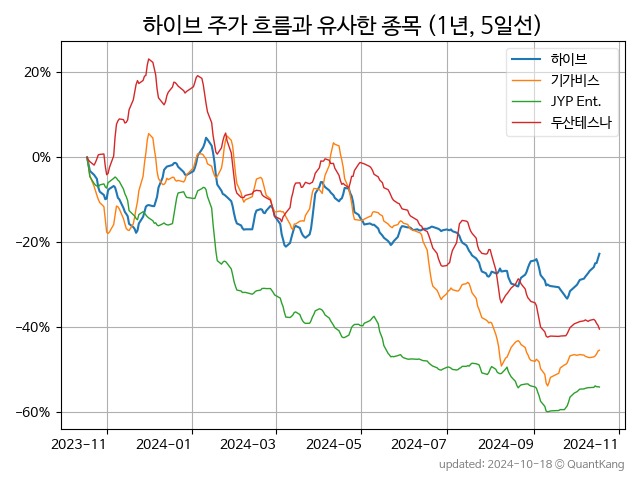 하이브 주가 흐름과 유사한 종목 (1년, 5일선)
하이브
기가비스
JYP Ent.
두산테스나
20%
0%
−20%
−40%
−60%
2023-11
2024-01
2024-03
2024-05
2024-07
2024-09
2024-11
updated: 2024-10-18 ⓒ QuantKang